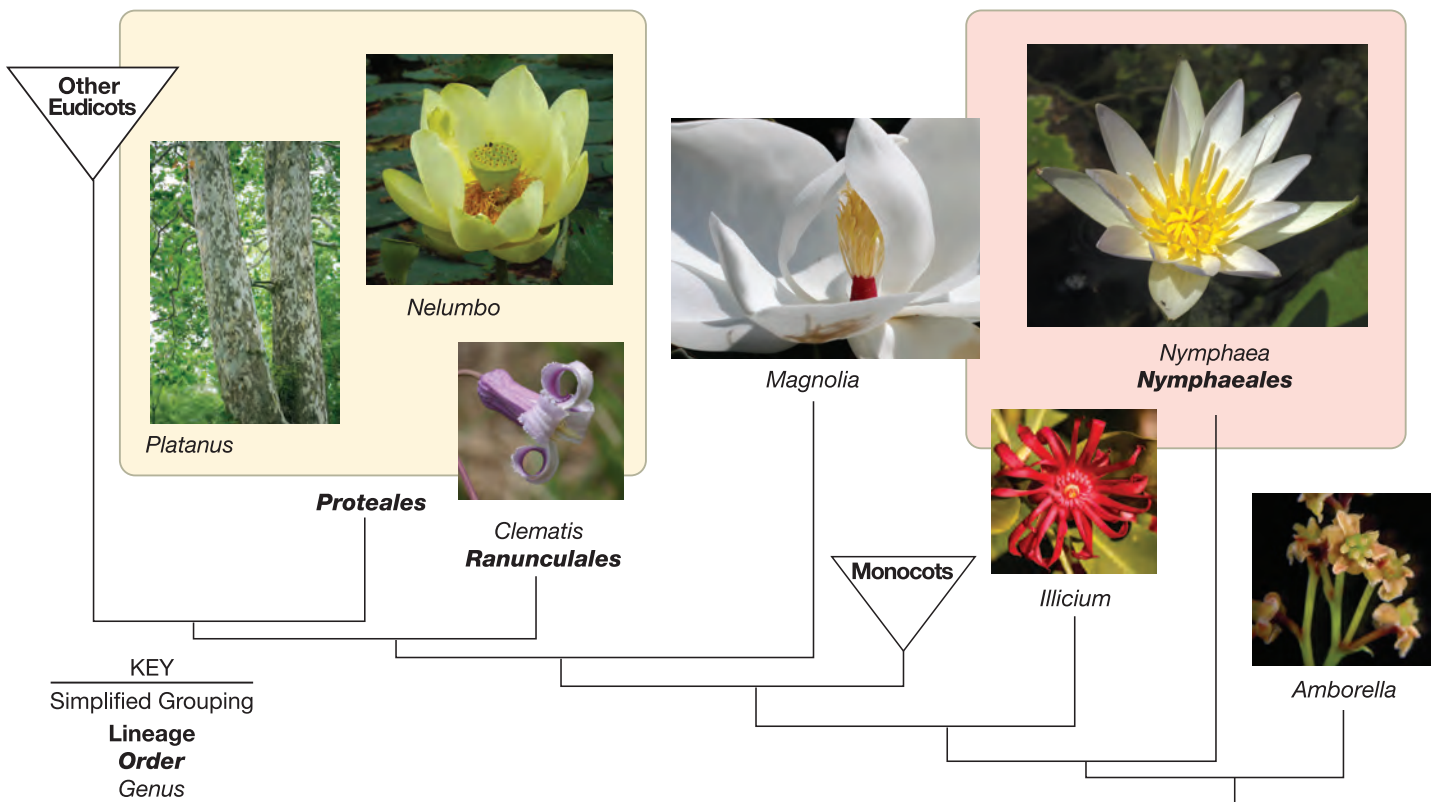 Other
Eudicots
Nelumbo
Platanus
Magnolia
Nymphaea
Nymphaeales
Proteales
Clematis
Ranunculales
Monocots
Illicium
Amborella
KEY
Simplified Grouping
Lineage
Order
Genus